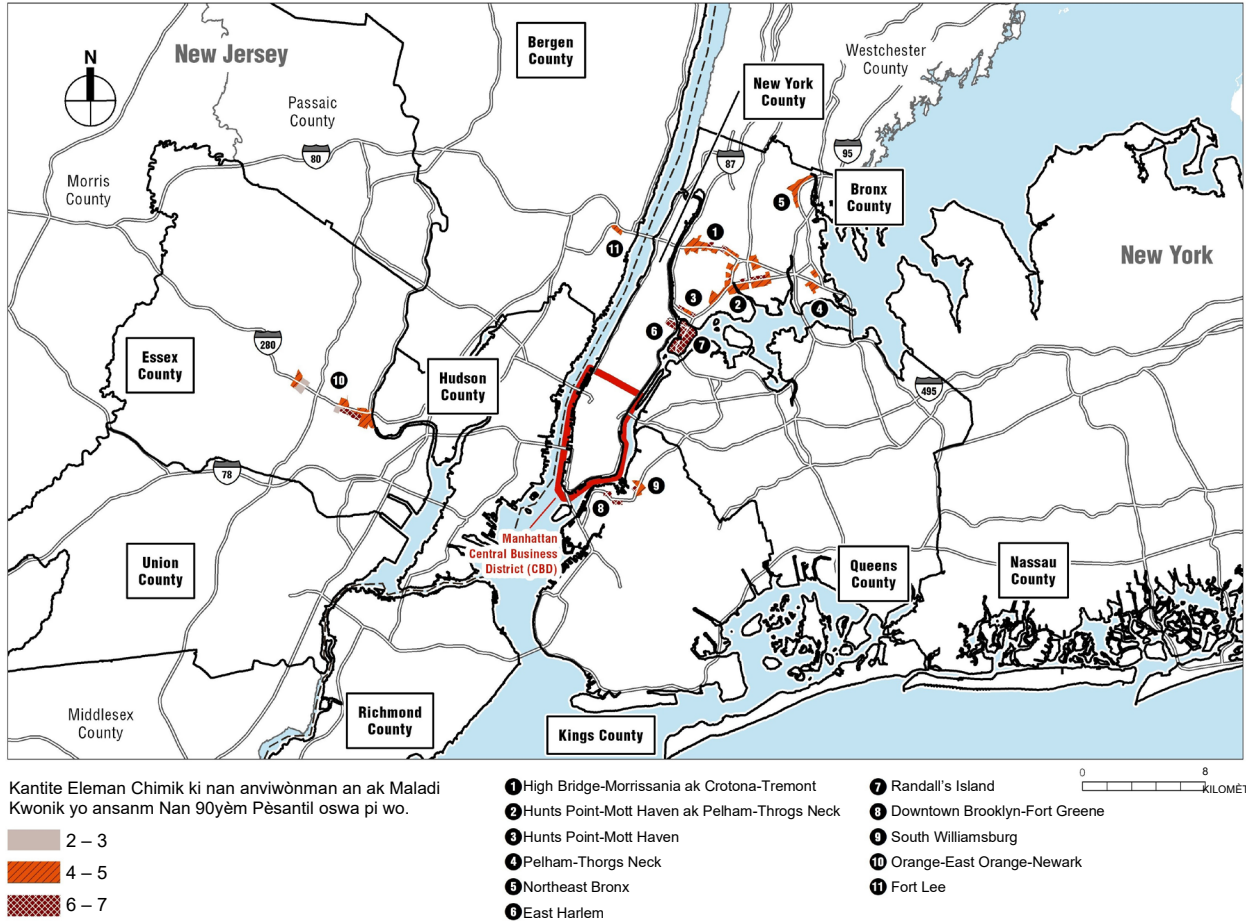 N
New Jersey
Bergen
County
Westchester
County
New York
County
Passaic
County
80
87
95
Morris
County
Bronx
County
5
1
11
New York
3
2
4
6
7
280
Essex
County
10
Hudson
County
495
78
9
8
Manhattan
Central Business
District (CBD)
Union
County
Queens
County
Nassau
County
Middlesex
County
Richmond
County
Kings County
Kantite Eleman Chimik ki nan anviwònman an ak Maladi
Kwonik yo ansanm Nan 90yèm Pèsantil oswa pi wo.
2 – 3
4 – 5
6 – 7
1 High Bridge-Morrissania ak Crotona-Tremont
2 Hunts Point-Mott Haven ak Pelham-Throgs Neck
3 Hunts Point-Mott Haven
4 Pelham-Thorgs Neck
5 Northeast Bronx
6 East Harlem
7 Randall's Island
8 Downtown Brooklyn-Fort Greene
9 South Williamsburg
10 Orange-East Orange-Newark
11 Fort Lee
0 8